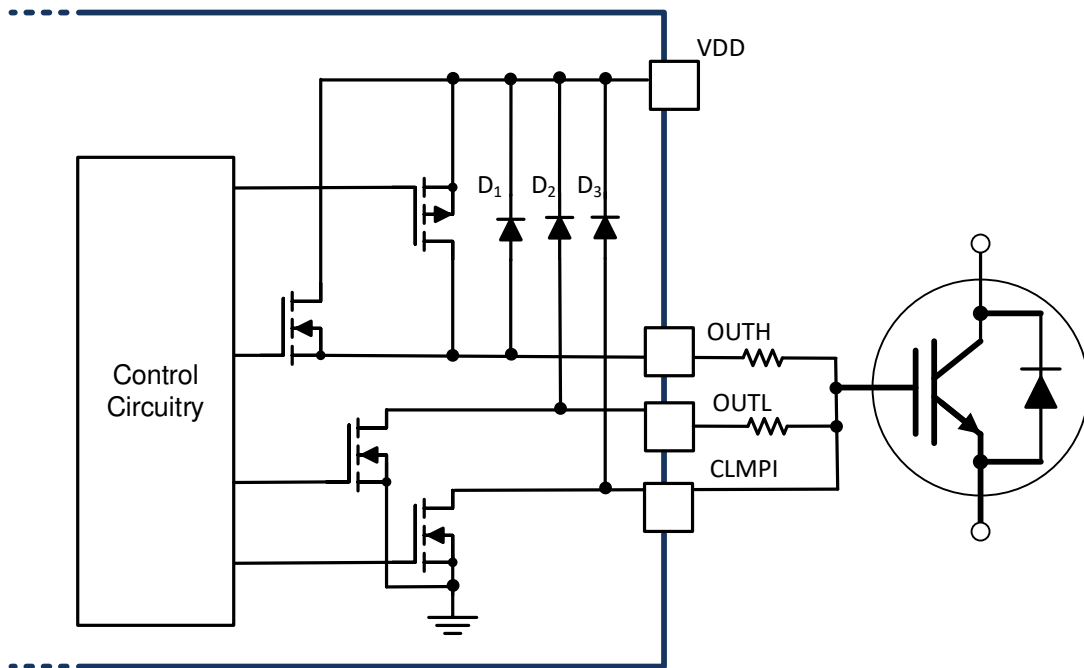 VDD
D₁ D₂ D₃
OUTH
Control
Circuitry
OUTL
CLMPI